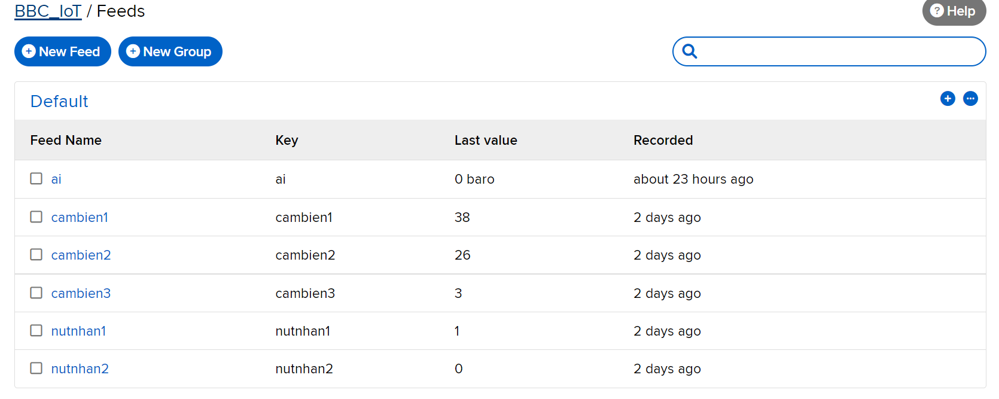 BBC_IoT / Feeds
? Help
New Feed
New Group
Default
Feed Name Key Last value Recorded
ai ai 0 baro about 23 hours ago
cambien1 cambien1 38 2 days ago
cambien2 cambien2 26 2 days ago
cambien3 cambien3 3 2 days ago
nutnhan1 nutnhan1 1 2 days ago
nutnhan2 nutnhan2 0 2 days ago